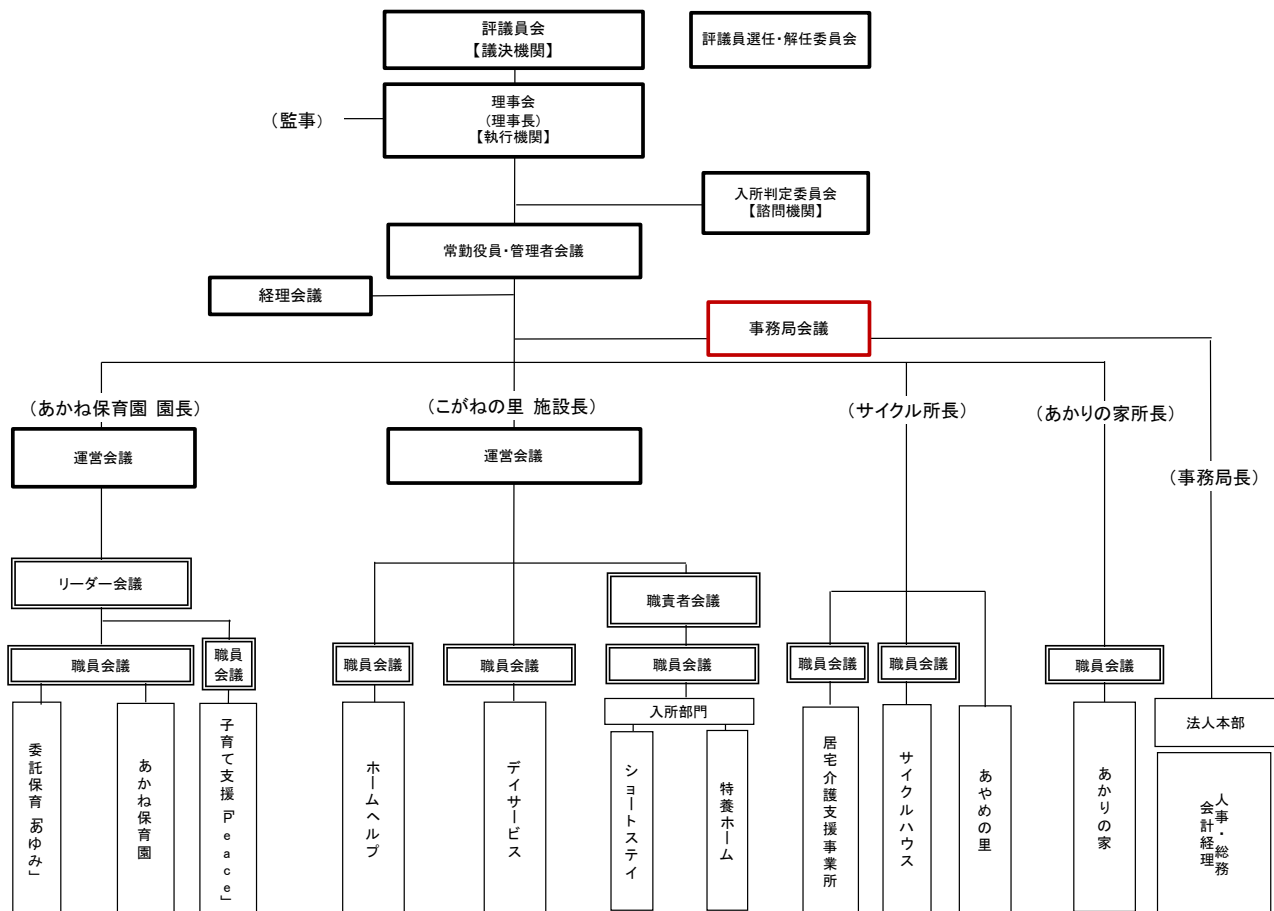 評議員会
【議決機関】
評議員選任・解任委員会
理事会
(理事長)
【執行機関】
（監事）
入所判定委員会
【諮問機関】
常勤役員・管理者会議
経理会議
事務局会議
（あかね保育園 園長）
（こがねの里 施設長）
（サイクル所長）
（あかりの家所長）
（事務局長）
運営会議
運営会議
リーダー会議
職責者会議
職員会議
職員
会議
職員会議
職員会議
職員会議
職員会議
職員会議
職員会議
入所部門
法人本部
委託保育「あゆみ」
あかね保育園
子育て支援「Peace」
ホームヘルプ
デイサービス
ショートステイ
特養ホーム
居宅介護支援事業所
サイクルハウス
あやめの里
あかりの家
人事・総務
会計経理